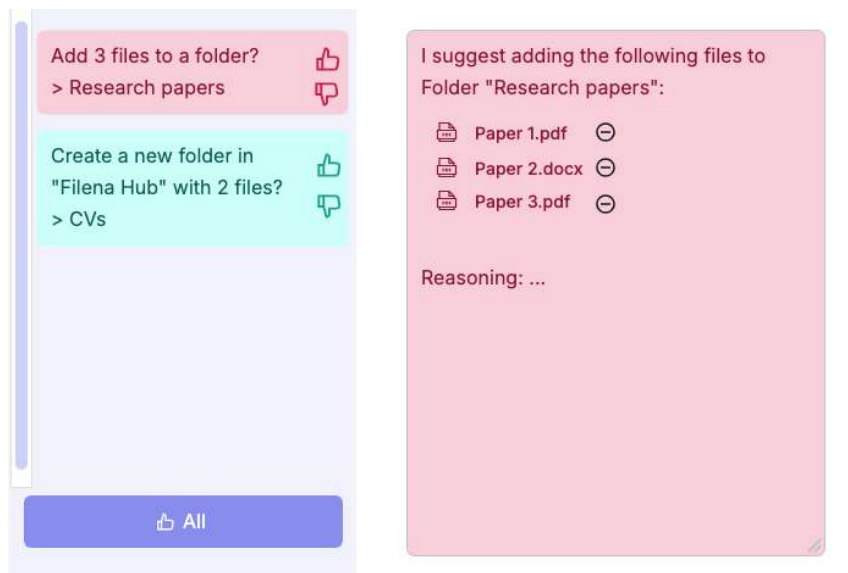 Add 3 files to a folder?
> Research papers
Create a new folder in
"Filena Hub" with 2 files?
> CVs
All
I suggest adding the following files to
Folder "Research papers":
Paper 1.pdf
Paper 2.docx
Paper 3.pdf
Reasoning: ...